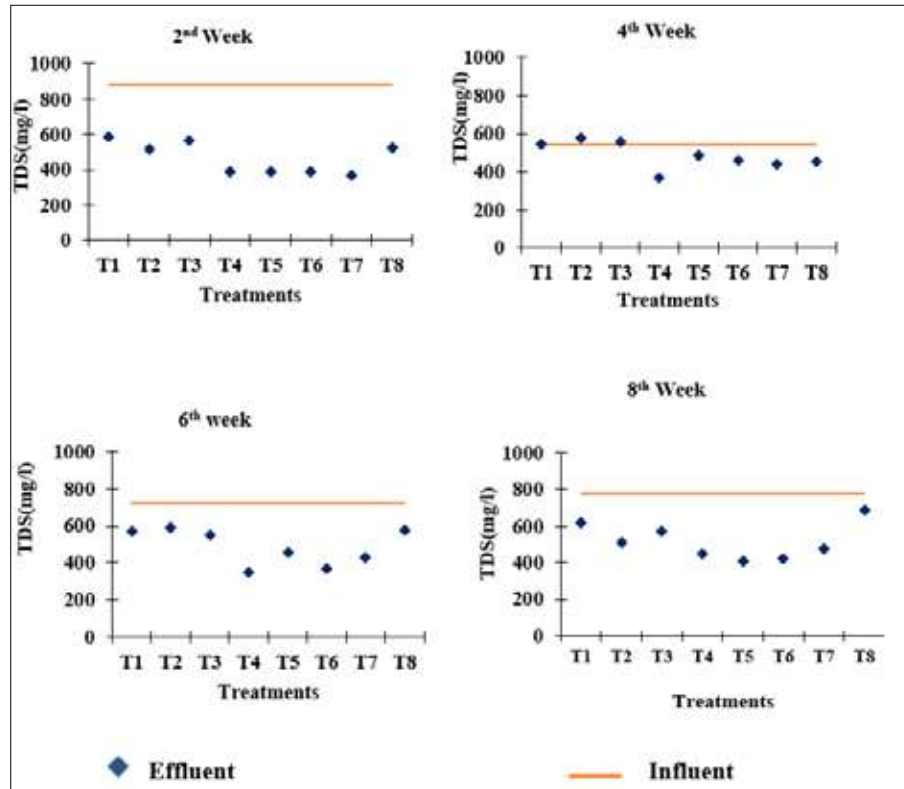 2nd Week
TDS(mg/l)
1000
800
600
400
200
0
T1 T2 T3 T4 T5 T6 T7 T8
Treatments
4th Week
TDS(mg/l)
1000
800
600
400
200
0
T1 T2 T3 T4 T5 T6 T7 T8
Treatments
6th week
TDS(mg/l)
1000
800
600
400
200
0
T1 T2 T3 T4 T5 T6 T7 T8
Treatments
8th Week
TDS(mg/l)
1000
800
600
400
200
0
T1 T2 T3 T4 T5 T6 T7 T8
Treatments
Effluent
Influent